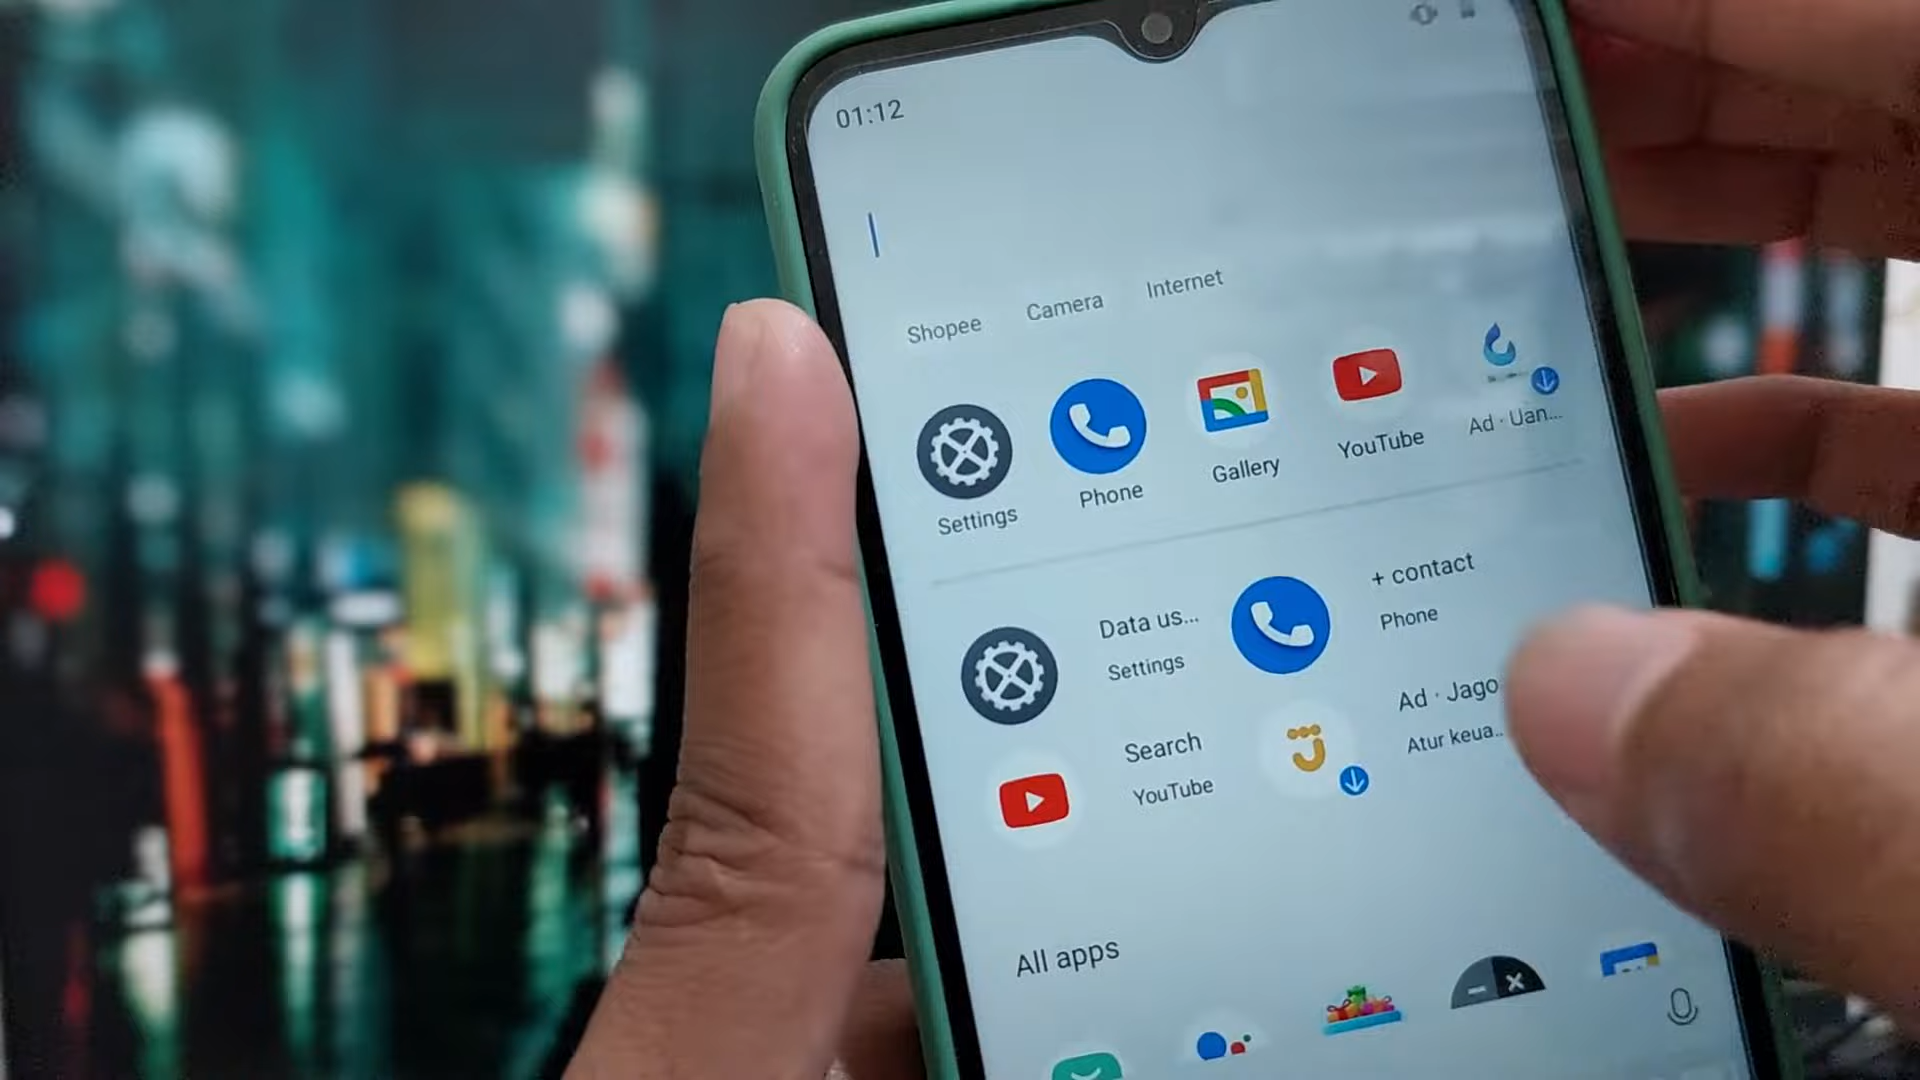 01:12
Shopee
Camera
Internet
Settings
Phone
Gallery
YouTube
Ad · Uan...
Data us...
Settings
+ contact
Phone
Search
YouTube
Ad · Jago
Atur keua..
All apps